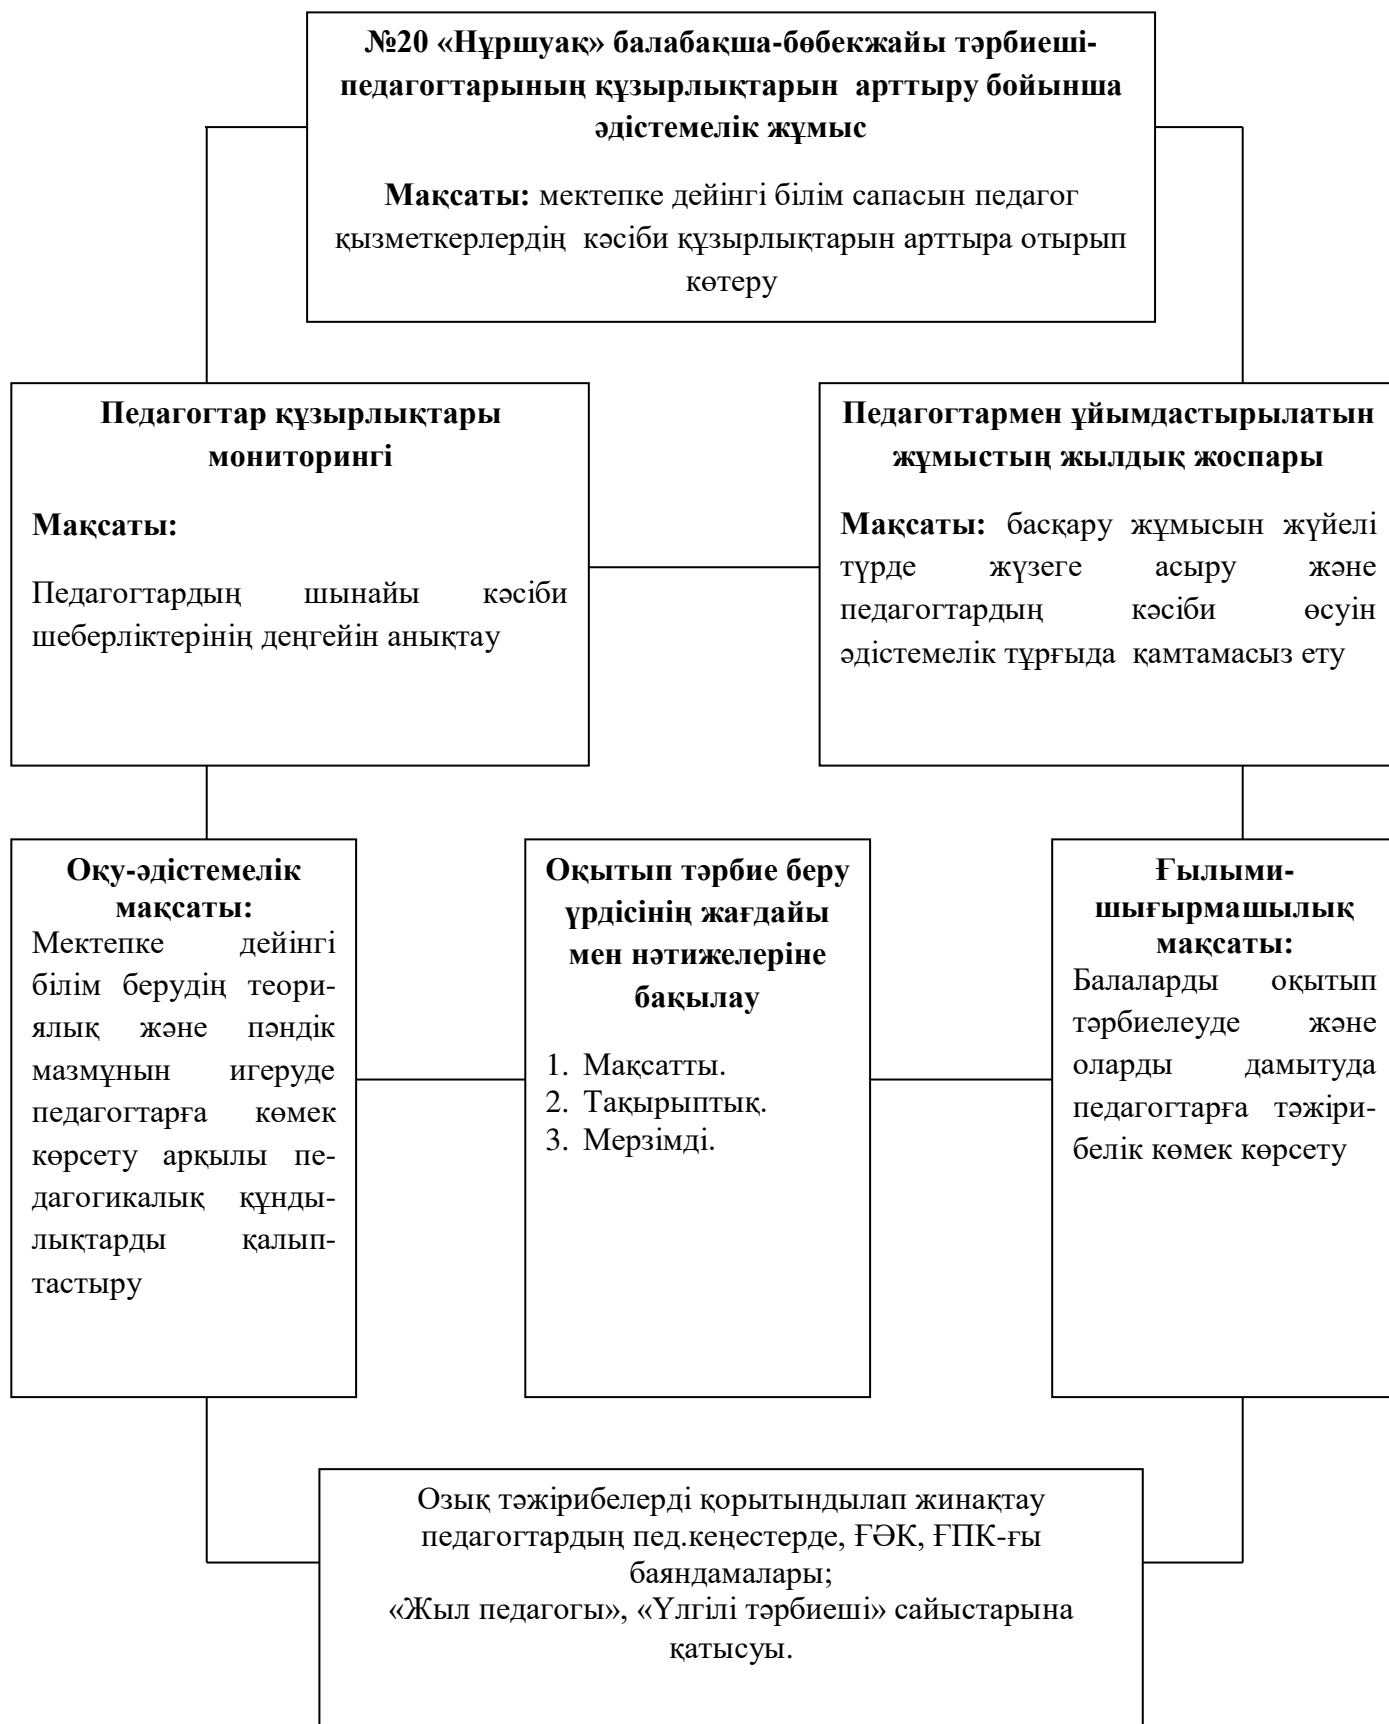 №20 «Нұршуақ» балабақша-бөбекжайы тәрбиеші-
педагогтарының құзырлықтарын арттыру бойынша
әдістемелік жұмыс
Мақсаты: мектепке дейінгі білім сапасын педагог
қызметкерлердің кәсіби құзырлықтарын арттыра отырып
көтеру
Педагогтар құзырлықтары
мониторингі
Мақсаты:
Педагогтардың шынайы кәсіби
шеберліктерінің деңгейін анықтау
Педагогтармен ұйымдастырылатын
жұмыстың жылдық жоспары
Мақсаты: басқару жұмысын жүйелі
түрде жүзеге асыру және
педагогтардың кәсіби өсуін
әдістемелік тұрғыда қамтамасыз ету
Оқу-әдістемелік
мақсаты:
Мектепке дейінгі
білім берудің теори-
ялық және пәндік
мазмұнын игеруде
педагогтарға көмек
көрсету арқылы пе-
дагогикалық құнды-
лықтарды қалып-
тастыру
Оқытып тәрбие беру
үрдісінің жағдайы
мен нәтижелеріне
бақылау
1. Мақсатты.
2. Тақырыптық.
3. Мерзімді.
Ғылыми-
шығырмашылық
мақсаты:
Балаларды оқытып
тәрбиелеуде және
оларды дамытуда
педагогтарға тәжіри-
белік көмек көрсету
Озық тәжірибелерді қорытындылап жинақтау
педагогтардың пед.кеңестерде, ҒӘК, ҒПК-ғы
баяндамалары;
«Жыл педагогы», «Үлгілі тәрбиеші» сайыстарына
қатысуы.